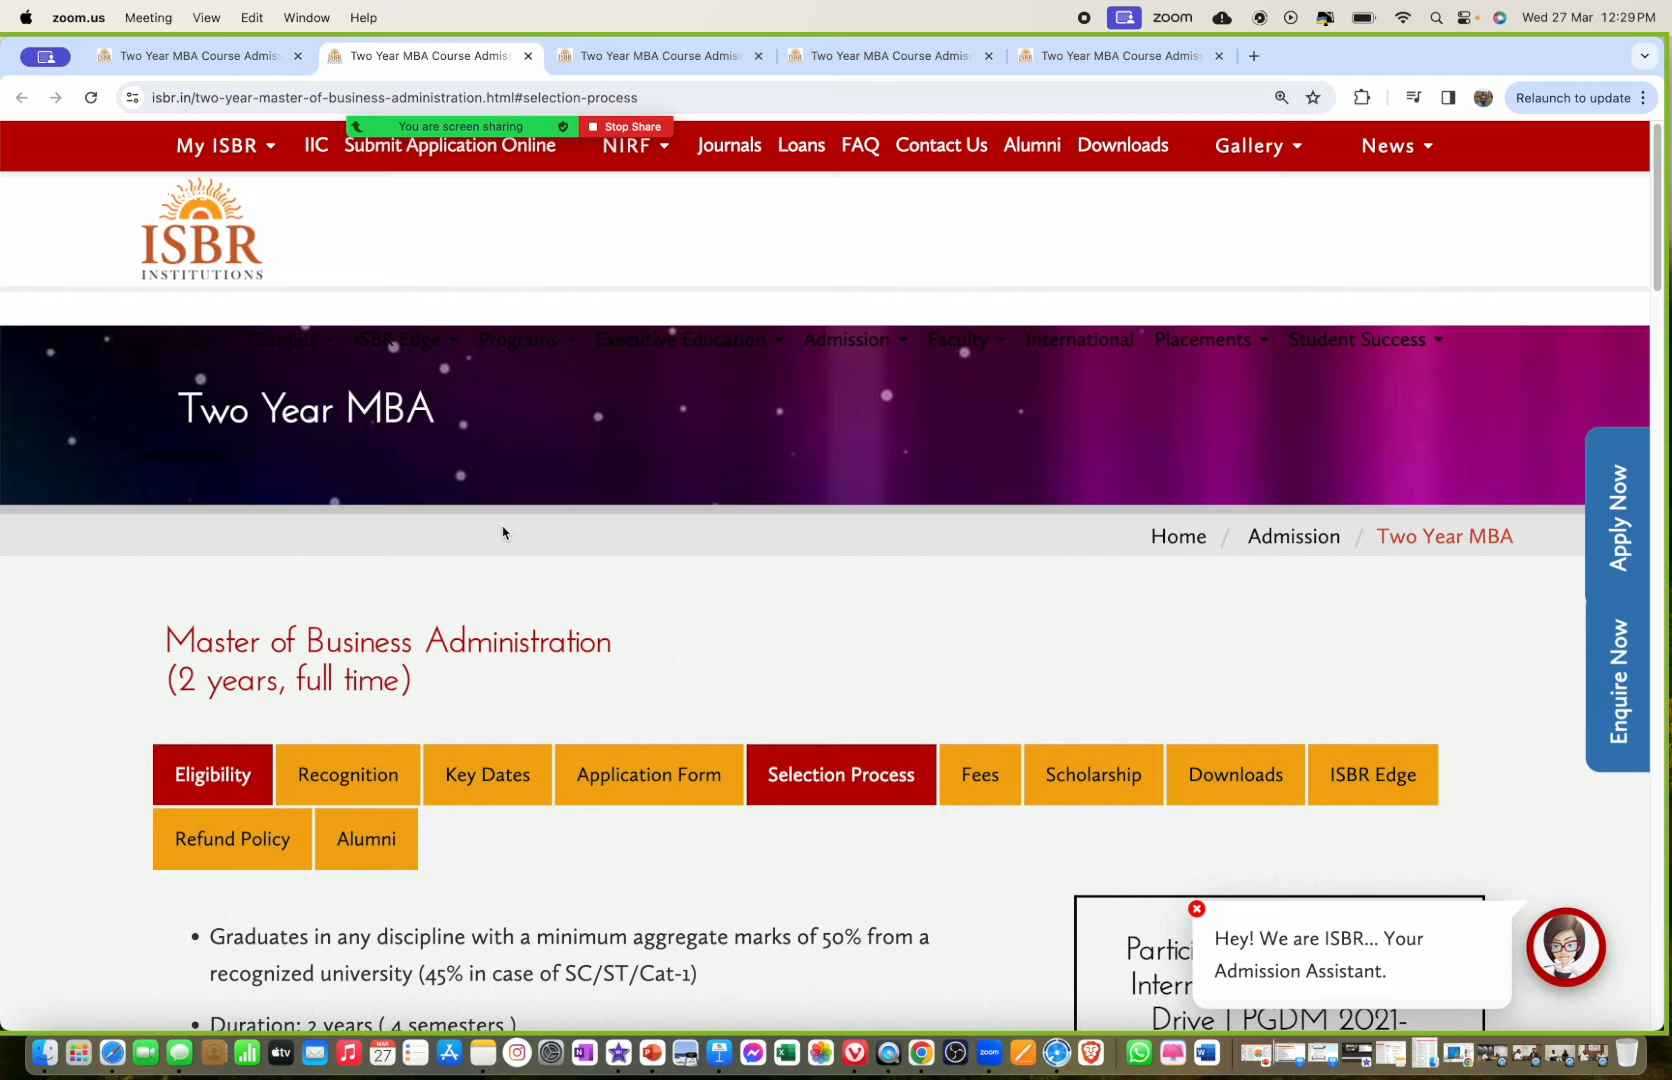 zoom.us Meeting View Edit Window Help zoom Wed 27 Mar 12:29 PM
Two Year MBA Course Admis Two Year MBA Course Admis Two Year MBA Course Admis Two Year MBA Course Admis Two Year MBA Course Admis
isbr.in/two-year-master-of-business-administration.html#selection-process Relaunch to update
You are screen sharing Stop Share
My ISBR IIC Submit Application Online NIRF Journals Loans FAQ Contact Us Alumni Downloads Gallery News
ISBR
INSTITUTIONS
Campus ISBR Edge Programs Executive Education Admission Faculty International Placements Student Success
Two Year MBA
Home / Admission / Two Year MBA
Apply Now
Enquire Now
Master of Business Administration
(2 years, full time)
Eligibility Recognition Key Dates Application Form Selection Process Fees Scholarship Downloads ISBR Edge
Refund Policy Alumni
• Graduates in any discipline with a minimum aggregate marks of 50% from a
recognized university (45% in case of SC/ST/Cat-1)
• Duration: 2 years ( 4 semesters )
Drive | PGDM 2021-
Hey! We are ISBR... Your
Admission Assistant.
MAR
27
tv
zoom